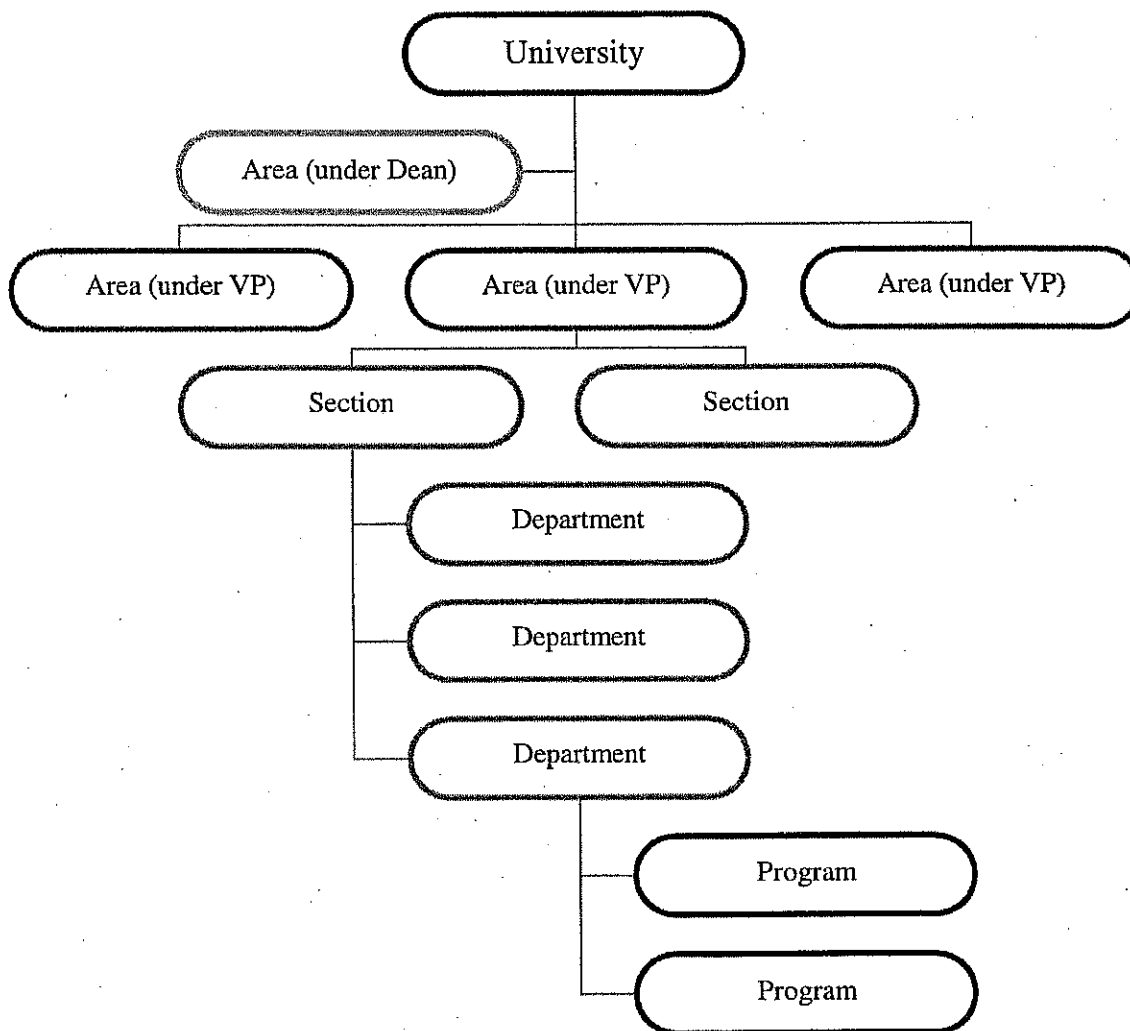 University
Area (under Dean)
Area (under VP)
Area (under VP)
Area (under VP)
Section
Section
Department
Department
Department
Program
Program